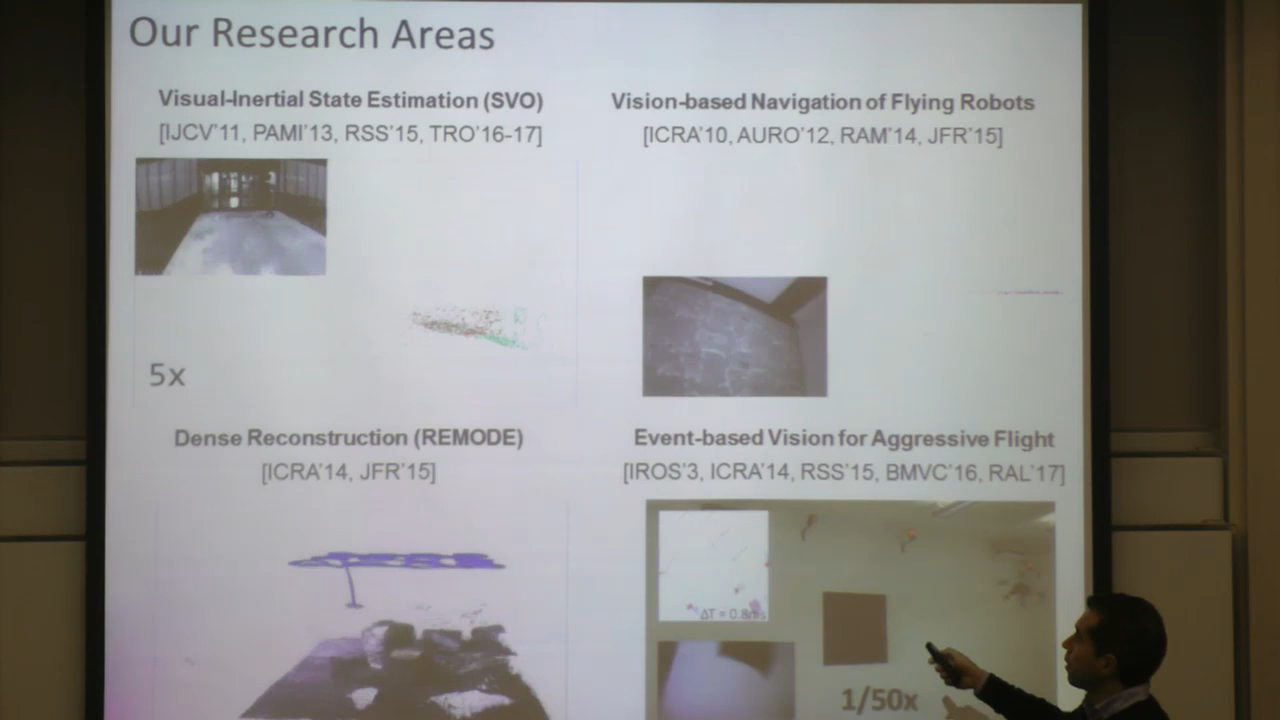 Our Research Areas
Visual-Inertial State Estimation (SVO)
[IJCV'11, PAMI'13, RSS'15, TRO'16-17]
5x
Vision-based Navigation of Flying Robots
[ICRA'10, AURO'12, RAM'14, JFR'15]
Dense Reconstruction (REMODE)
[ICRA'14, JFR'15]
Event-based Vision for Aggressive Flight
[IROS'3, ICRA'14, RSS'15, BMVC'16, RAL'17]
ΔT = 0.8ms
1/50x